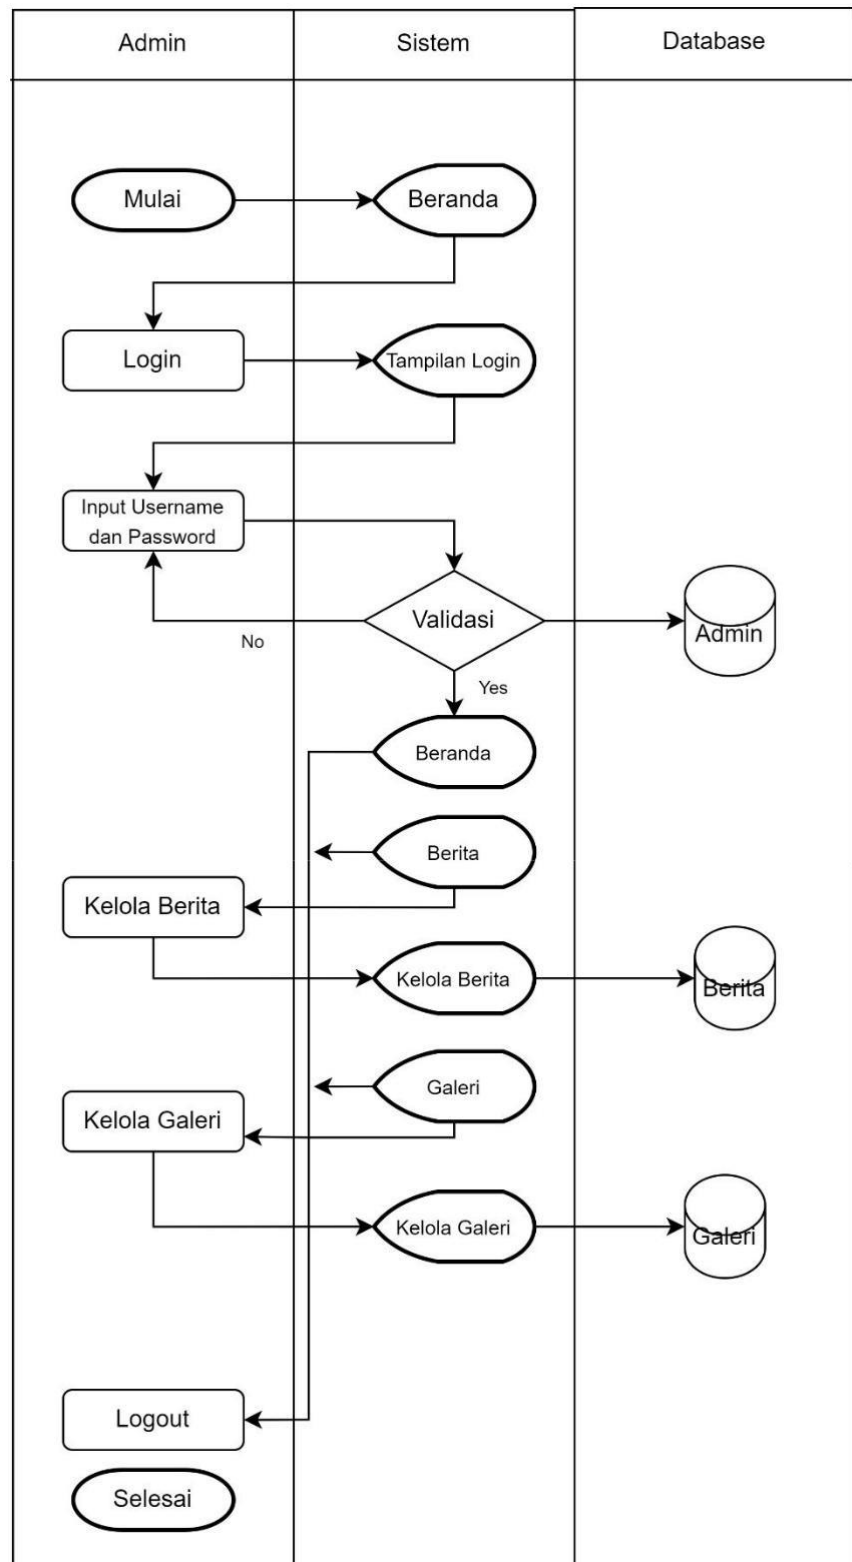 Admin
Sistem
Database
Mulai
Beranda
Login
Tampilan Login
Input Username
dan Password
Validasi
Admin
No
Yes
Beranda
Berita
Kelola Berita
Kelola Berita
Berita
Galeri
Kelola Galeri
Kelola Galeri
Galeri
Logout
Selesai